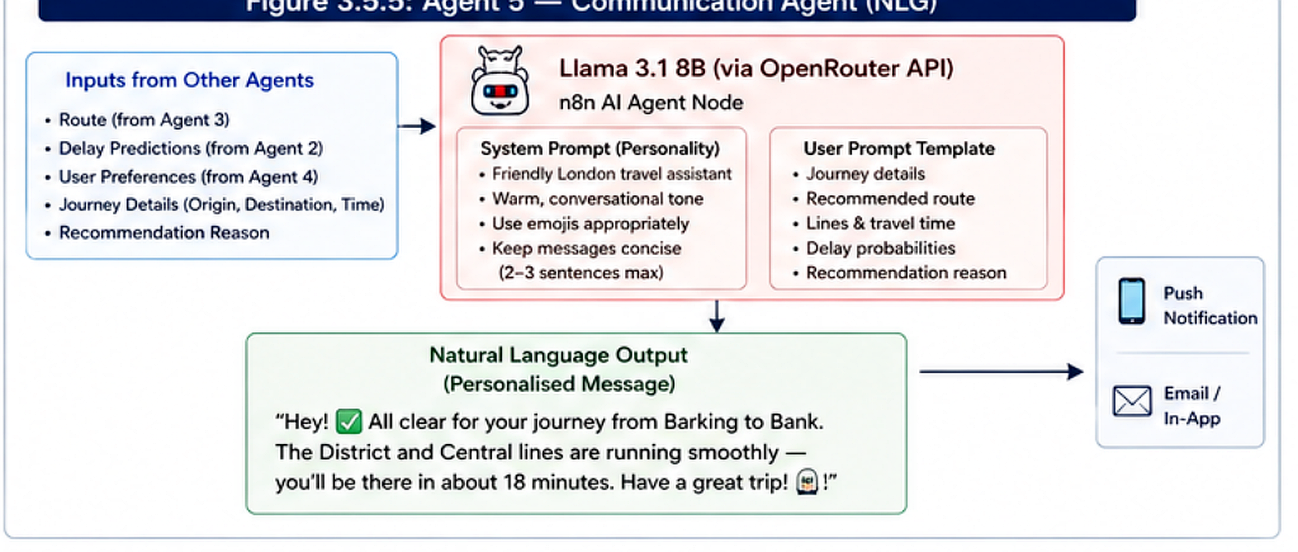 Figure 3.5.5: Agent 5 — Communication Agent (NLG)
Inputs from Other Agents
• Route (from Agent 3)
• Delay Predictions (from Agent 2)
• User Preferences (from Agent 4)
• Journey Details (Origin, Destination, Time)
• Recommendation Reason
Llama 3.1 8B (via OpenRouter API)
n8n AI Agent Node
System Prompt (Personality)
• Friendly London travel assistant
• Warm, conversational tone
• Use emojis appropriately
• Keep messages concise
(2–3 sentences max)
User Prompt Template
• Journey details
• Recommended route
• Lines & travel time
• Delay probabilities
• Recommendation reason
Natural Language Output
(Personalised Message)
“Hey! ✅ All clear for your journey from Barking to Bank.
The District and Central lines are running smoothly —
you’ll be there in about 18 minutes. Have a great trip! !”
Push
Notification
Email /
In-App